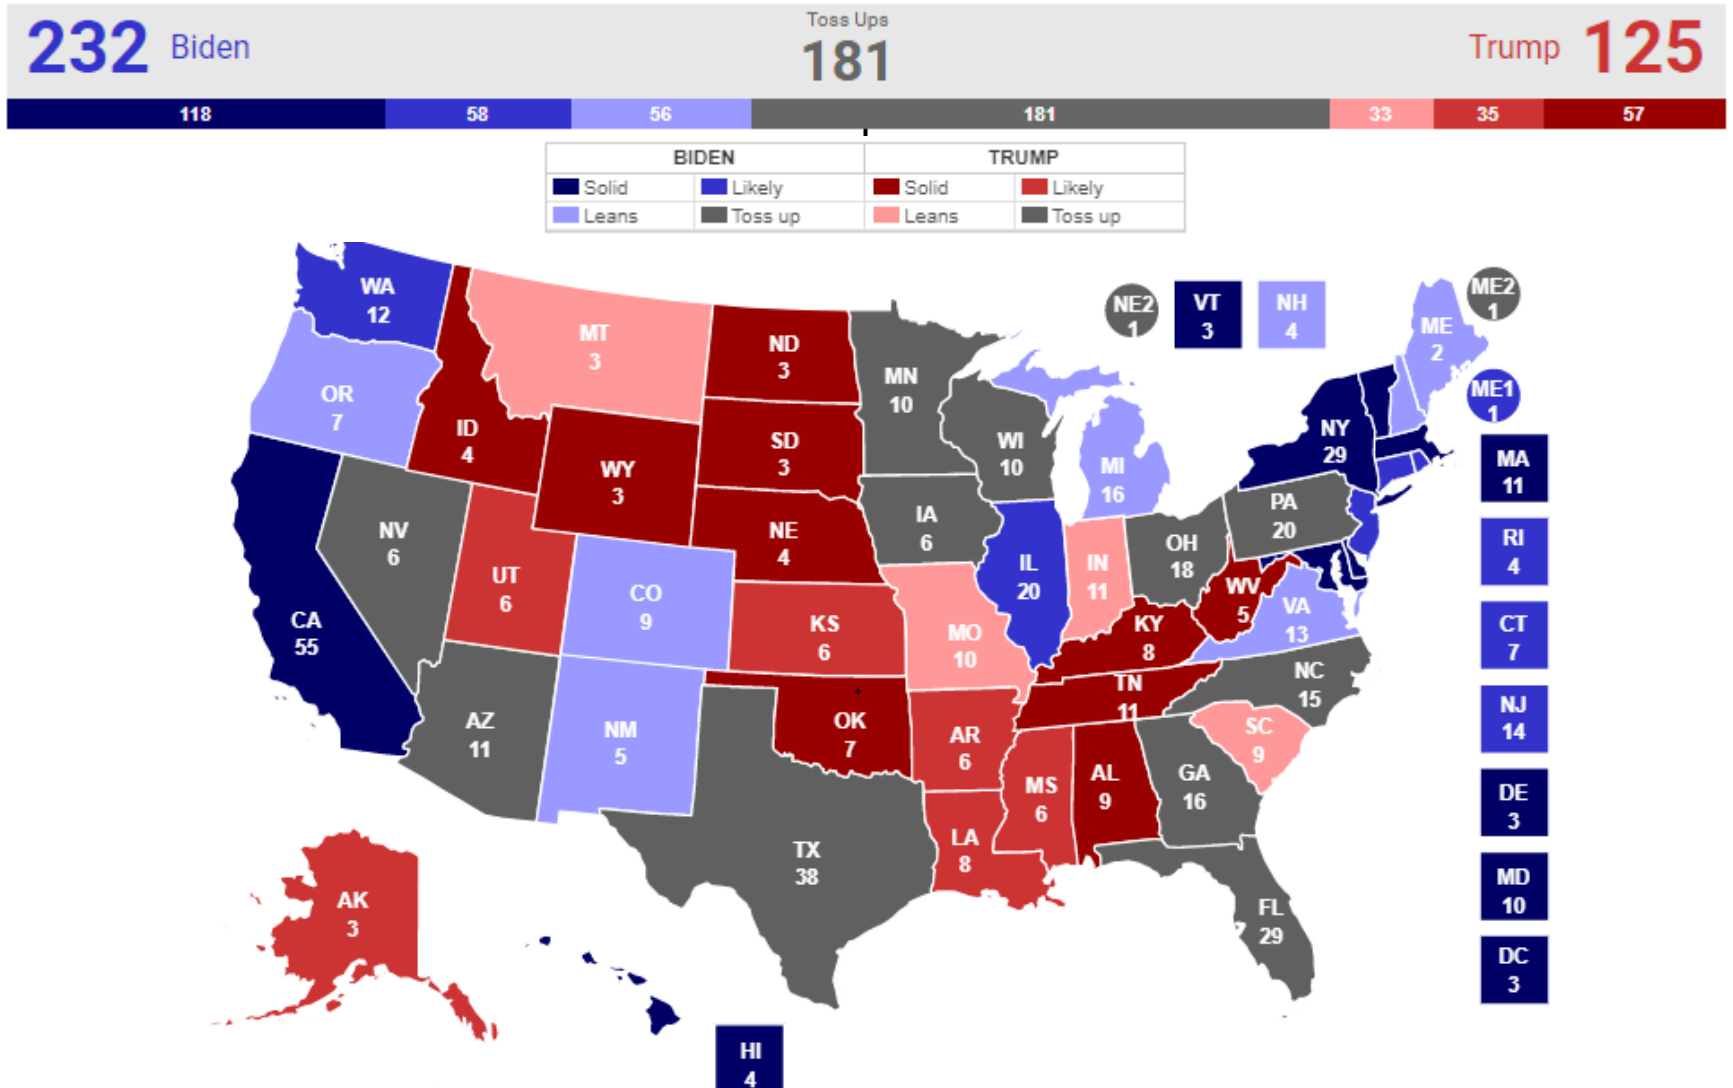 232 Biden
Toss Ups
181
Trump 125
118 58 56 181 33 35 57
BIDEN TRUMP
Solid Likely Solid Likely
Leans Toss up Leans Toss up
WA
12
OR
7
CA
55
NV
6
ID
4
MT
3
WY
3
UT
6
CO
9
AZ
11
NM
5
ND
3
SD
3
NE
4
KS
6
OK
7
TX
38
MN
10
IA
6
MO
10
AR
6
LA
8
WI
10
IL
20
MI
16
IN
11
OH
18
KY
8
TN
11
MS
6
AL
9
GA
16
FL
29
SC
9
NC
15
VA
13
WV
5
PA
20
NY
29
ME
2
NE2
1
VT
3
NH
4
ME2
1
ME1
1
MA
11
RI
4
CT
7
NJ
14
DE
3
MD
10
DC
3
AK
3
HI
4